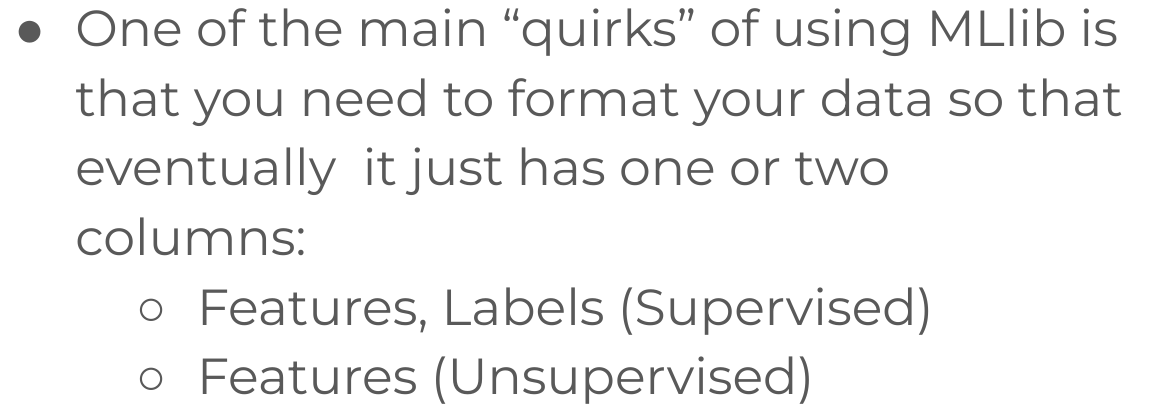 ● One of the main “quirks” of using MLlib is
that you need to format your data so that
eventually  it just has one or two
columns:
○ Features, Labels (Supervised)
○ Features (Unsupervised)